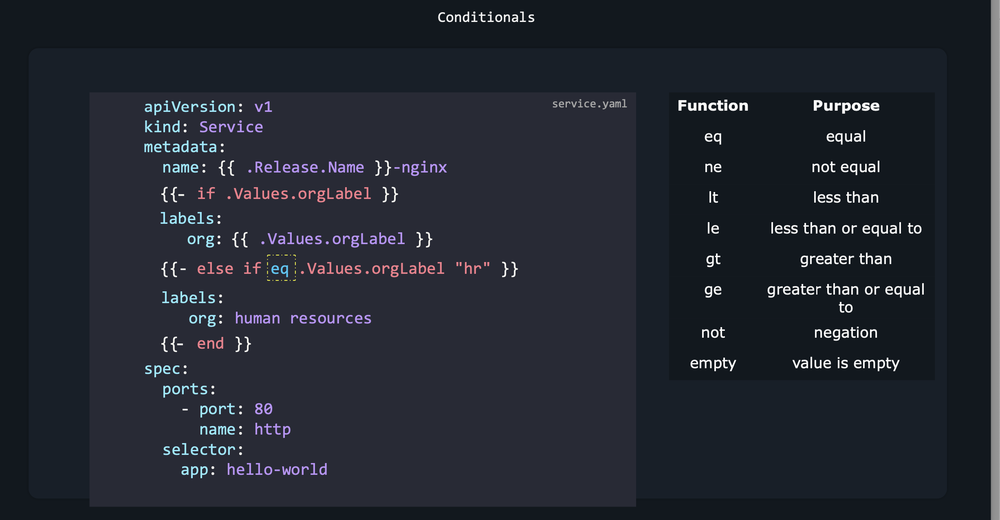 Conditionals
service.yaml
apiVersion: v1
kind: Service
metadata:
  name: {{ .Release.Name }}-nginx
  {{- if .Values.orgLabel }}
  labels:
     org: {{ .Values.orgLabel }}
  {{- else if eq .Values.orgLabel "hr" }}
  labels:
     org: human resources
  {{- end }}
spec:
  ports:
    - port: 80
      name: http
  selector:
    app: hello-world
Function Purpose
eq equal
ne not equal
lt less than
le less than or equal to
gt greater than
ge greater than or equal
to
not negation
empty value is empty